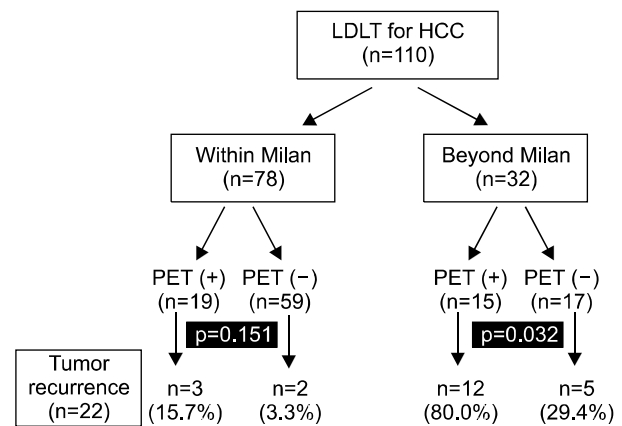 LDLT for HCC
(n=110)
Within Milan
(n=78)
Beyond Milan
(n=32)
PET (+)
(n=19)
PET (−)
(n=59)
PET (+)
(n=15)
PET (−)
(n=17)
p=0.151
p=0.032
Tumor
recurrence
(n=22)
n=3
(15.7%)
n=2
(3.3%)
n=12
(80.0%)
n=5
(29.4%)